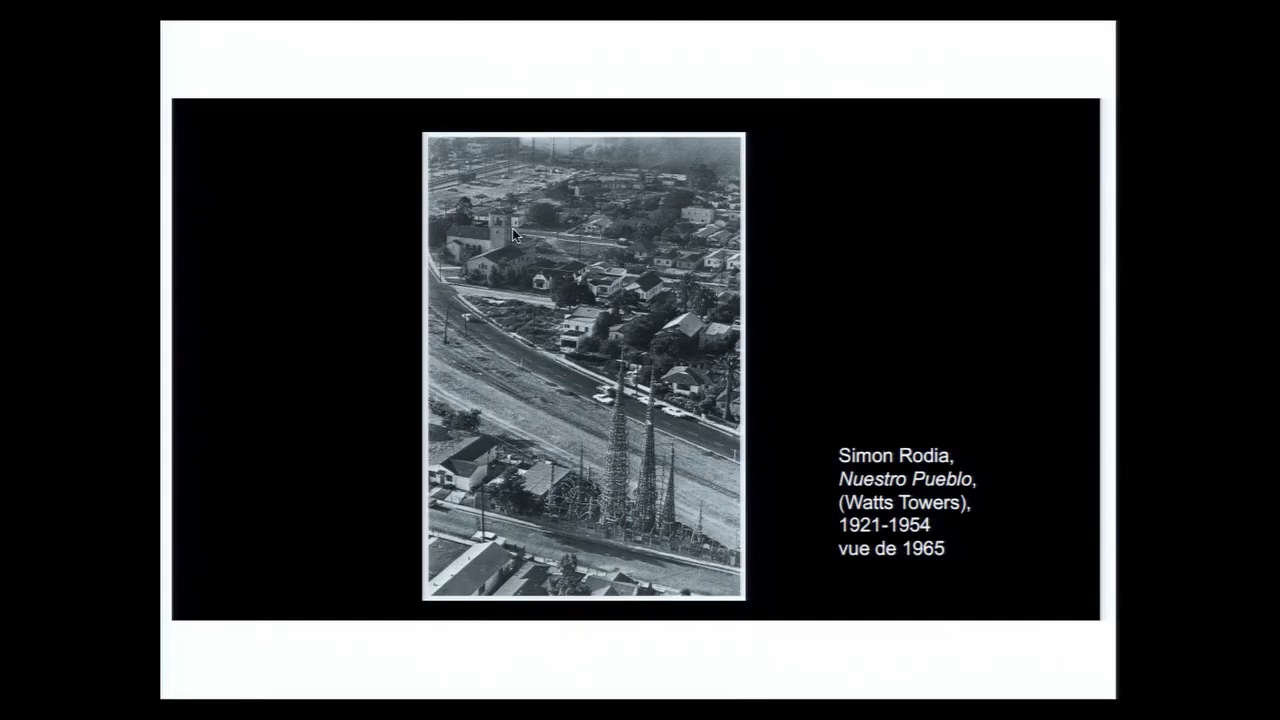 Simon Rodia,
Nuestro Pueblo,
(Watts Towers),
1921-1954
vue de 1965